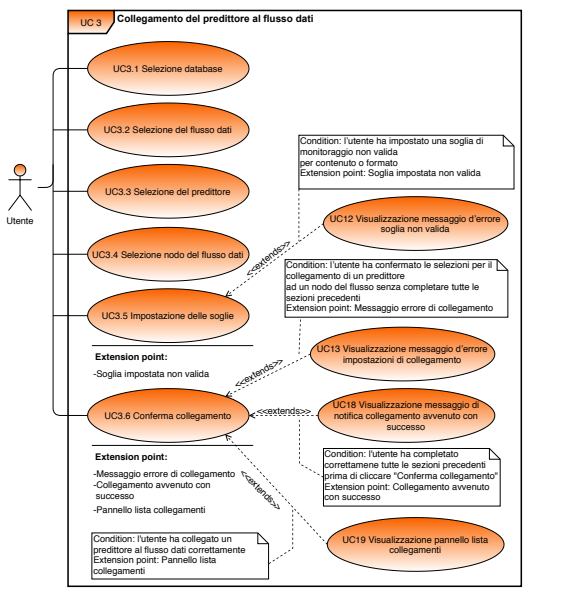 UC 3
Collegamento del predittore al flusso dati
UC3.1 Selezione database
UC3.2 Selezione del flusso dati
Condition: l'utente ha impostato una soglia di
monitoraggio non valida
per contenuto o formato
Extension point: Soglia impostata non valida
Utente
UC3.3 Selezione del predittore
UC12 Visualizzazione messaggio d'errore
soglia non valida
UC3.4 Selezione nodo del flusso dati
<<extends>>
Condition: l'utente ha confermato le selezioni per il
collegamento di un predittore
ad un nodo del flusso senza completare tutte le
sezioni precedenti
Extension point: Messaggio errore di collegamento
UC3.5 Impostazione delle soglie
Extension point:
-Soglia impostata non valida
UC13 Visualizzazione messaggio d'errore
impostazioni di collegamento
<<extends>>
UC3.6 Conferma collegamento
<<extends>>
UC18 Visualizzazione messaggio di
notifica collegamento avvenuto con
successo
Extension point:
-Messaggio errore di collegamento
-Collegamento avvenuto con
successo
-Pannello lista collegamenti
<<extends>>
Condition: l'utente ha completato
correttamene tutte le sezioni precedenti
prima di cliccare "Conferma collegamento"
Extension point: Collegamento avvenuto
con successo
Condition: l'utente ha collegato un
predittore al flusso dati correttamente
Extension point: Pannello lista
collegamenti
UC19 Visualizzazione pannello lista
collegamenti